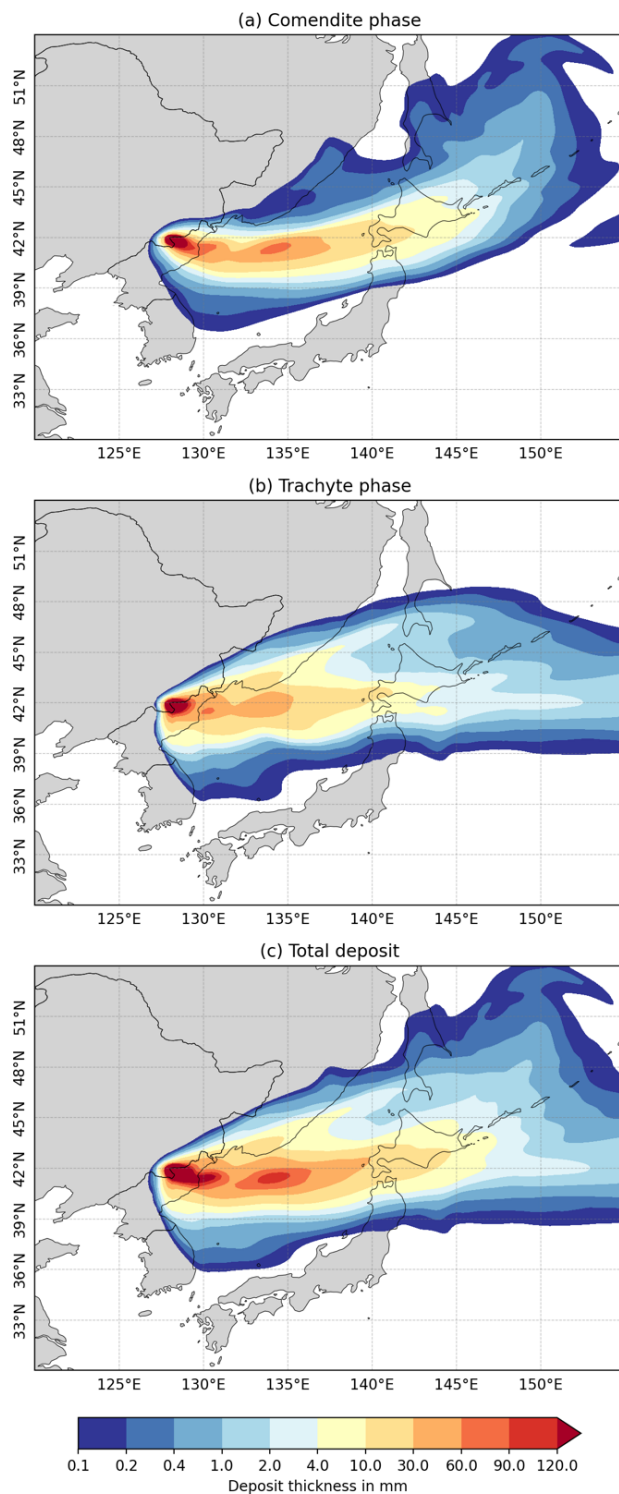 (a) Comendite phase
51°N
48°N
45°N
42°N
39°N
36°N
33°N
125°E 130°E 135°E 140°E 145°E 150°E
(b) Trachyte phase
51°N
48°N
45°N
42°N
39°N
36°N
33°N
125°E 130°E 135°E 140°E 145°E 150°E
(c) Total deposit
51°N
48°N
45°N
42°N
39°N
36°N
33°N
125°E 130°E 135°E 140°E 145°E 150°E
0.1 0.2 0.4 1.0 2.0 4.0 10.0 30.0 60.0 90.0 120.0
Deposit thickness in mm